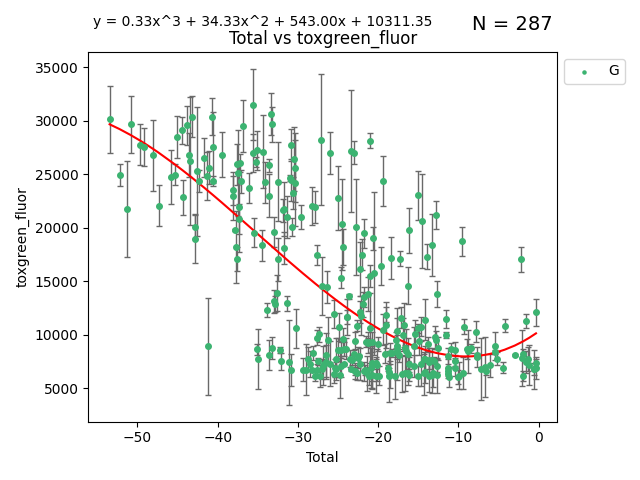 y = 0.33x^3 + 34.33x^2 + 543.00x + 10311.35
N = 287
Total vs toxgreen_fluor
G
35000
30000
25000
20000
15000
10000
5000
toxgreen_fluor
−50
−40
−30
−20
−10
0
Total